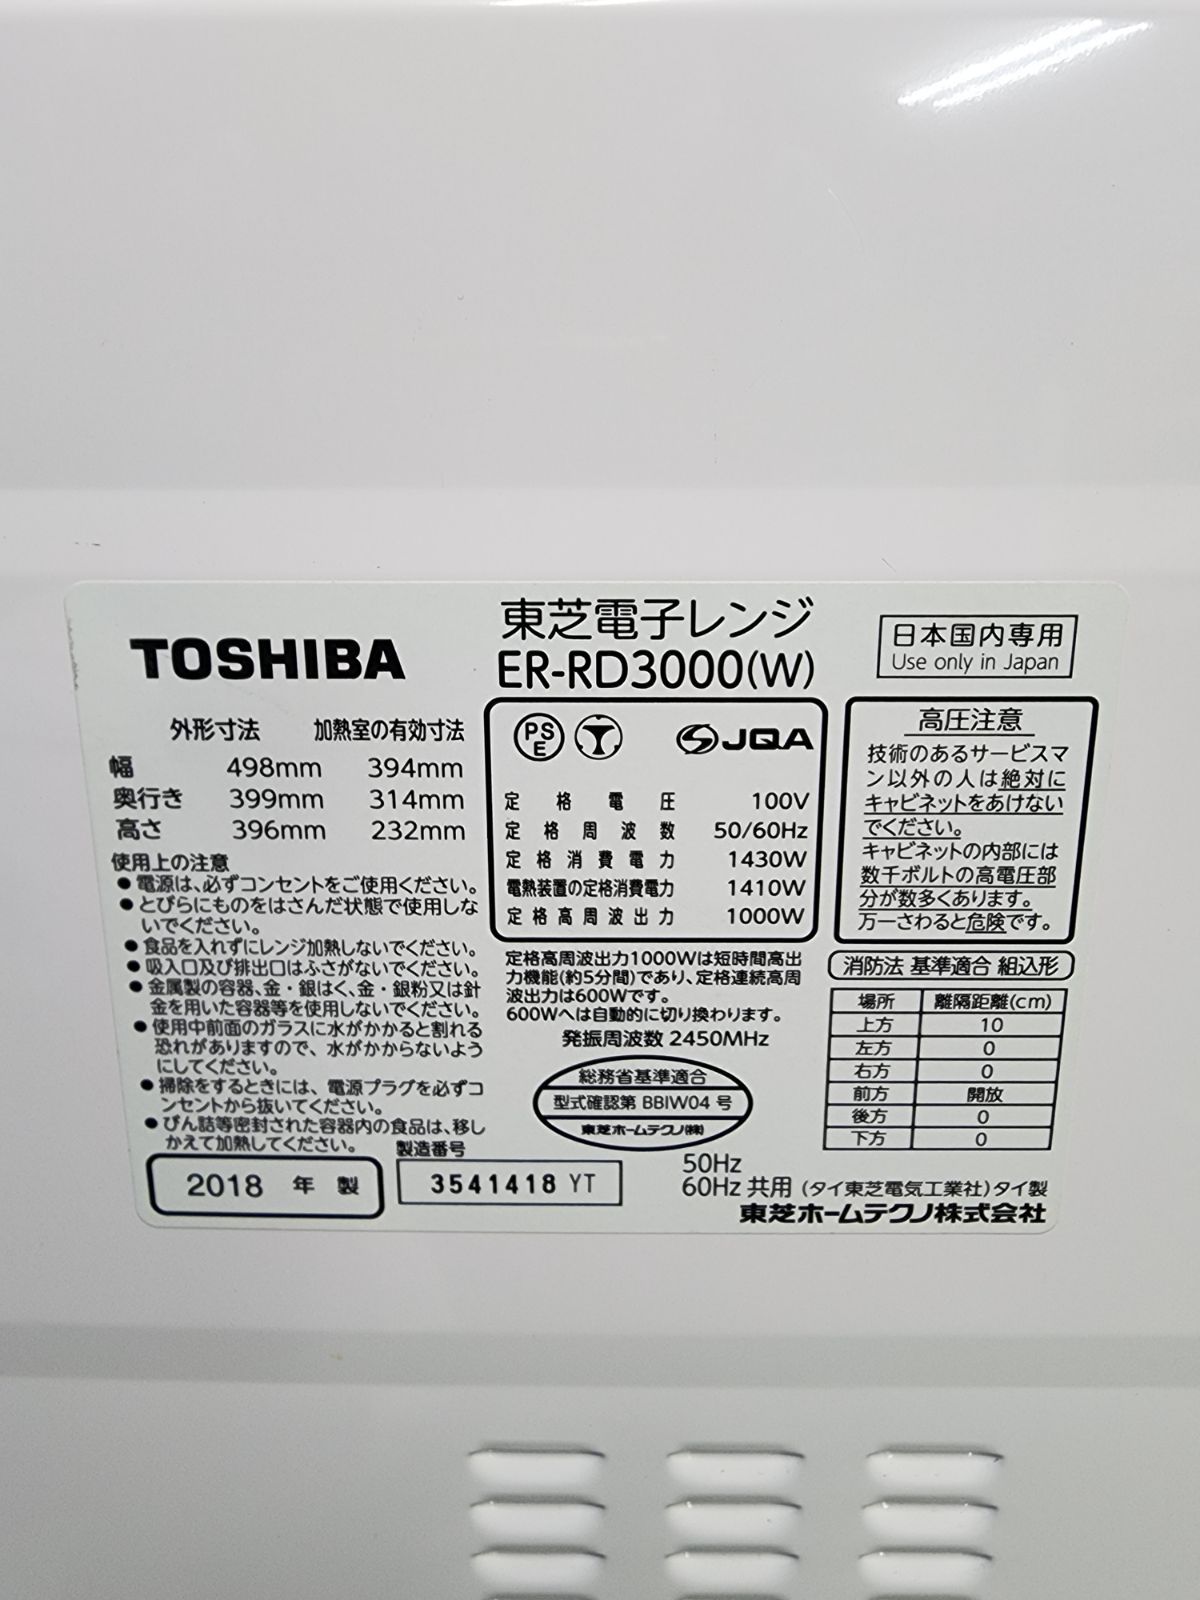 TOSHIBA
東芝電子レンジ
ER-RD3000(W)
日本国内専用
Use only in Japan
外形寸法 加熱室の有効寸法
幅 498mm 394mm
奥行き 399mm 314mm
高さ 396mm 232mm
使用上の注意
●電源は、必ずコンセントをご使用ください。
●とびらにものをはさんだ状態で使用しな
いでください。
●食品を入れずにレンジ加熱しないでください。
●吸入口及び排出口はふさがないでください。
●金属製の容器、金・銀はく、金・銀粉又は針
金を用いた容器等を使用しないでください。
●使用中前面のガラスに水がかかると割れる
恐れがありますので、水がかからないよう
にしてください。
●掃除をするときには、電源プラグを必ずコ
ンセントから抜いてください。
●びん詰等密封された容器内の食品は、移し
かえて加熱してください。
2018 年 製
製造番号
3541418 YT
PS
E
JQA
定格電圧 100V
定格周波数 50/60Hz
定格消費電力 1430W
電熱装置の定格消費電力 1410W
定格高周波出力 1000W
定格高周波出力1000Wは短時間高出
力機能(約5分間)であり、定格連続高周
波出力は600Wです。
600Wへは自動的に切り換わります。
発振周波数 2450MHz
総務省基準適合
型式確認第 BBIW04 号
東芝ホームテクノ(株)
高圧注意
技術のあるサービスマ
ン以外の人は絶対に
キャビネットをあけない
でください。
キャビネットの内部には
数千ボルトの高電圧部
分が数多くあります。
万一さわると危険です。
消防法 基準適合 組込形
場所 離隔距離(cm)
上方 10
左方 0
右方 0
前方 開放
後方 0
下方 0
50Hz
60Hz 共用 (タイ東芝電気工業社)タイ製
東芝ホームテクノ株式会社